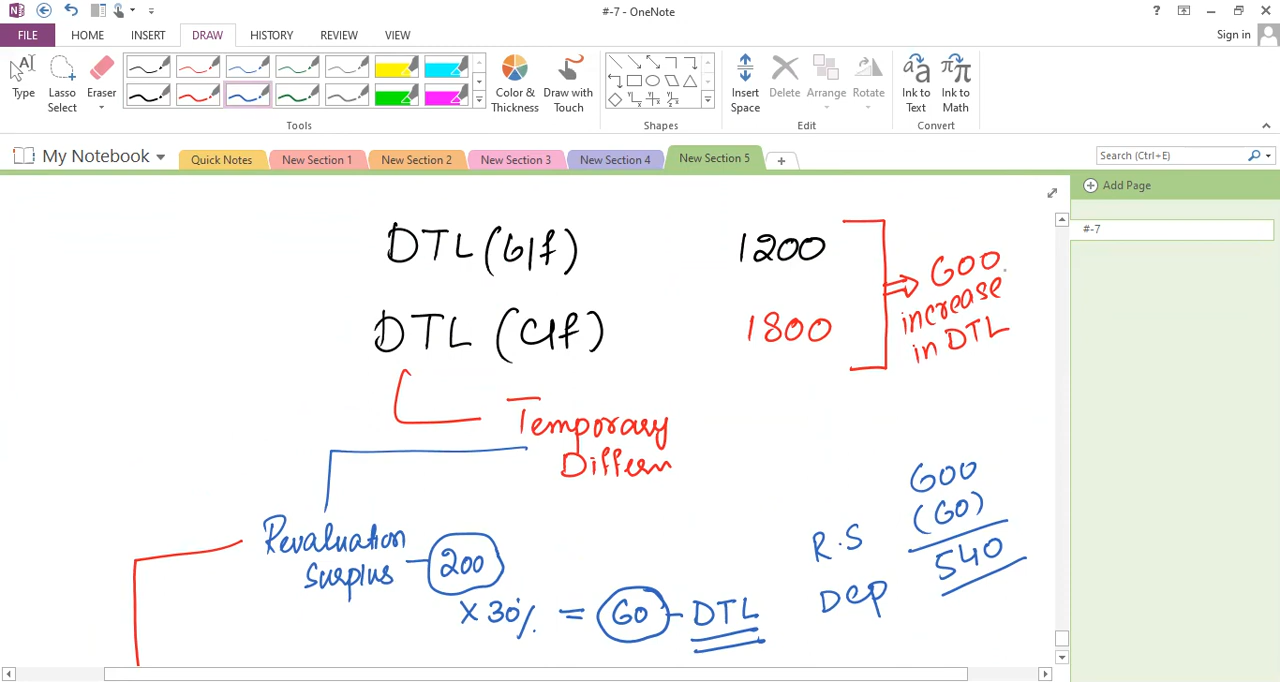 #-7 - OneNote
FILE HOME INSERT DRAW HISTORY REVIEW VIEW Sign in
Type Lasso Select Eraser Color & Thickness Draw with Touch Insert Space Delete Arrange Rotate Ink to Text Ink to Math
Tools Shapes Edit Convert
My Notebook Quick Notes New Section 1 New Section 2 New Section 3 New Section 4 New Section 5 Search (Ctrl+E)
Add Page
#-7
DTL (b/f) 1200
DTL (c/f) 1800
⇒ 600
increase
in DTL
Temporary
Differn
Revaluation
Surplus - 200
× 30% = 60 - DTL
R.S
Dep
600
(60)
540